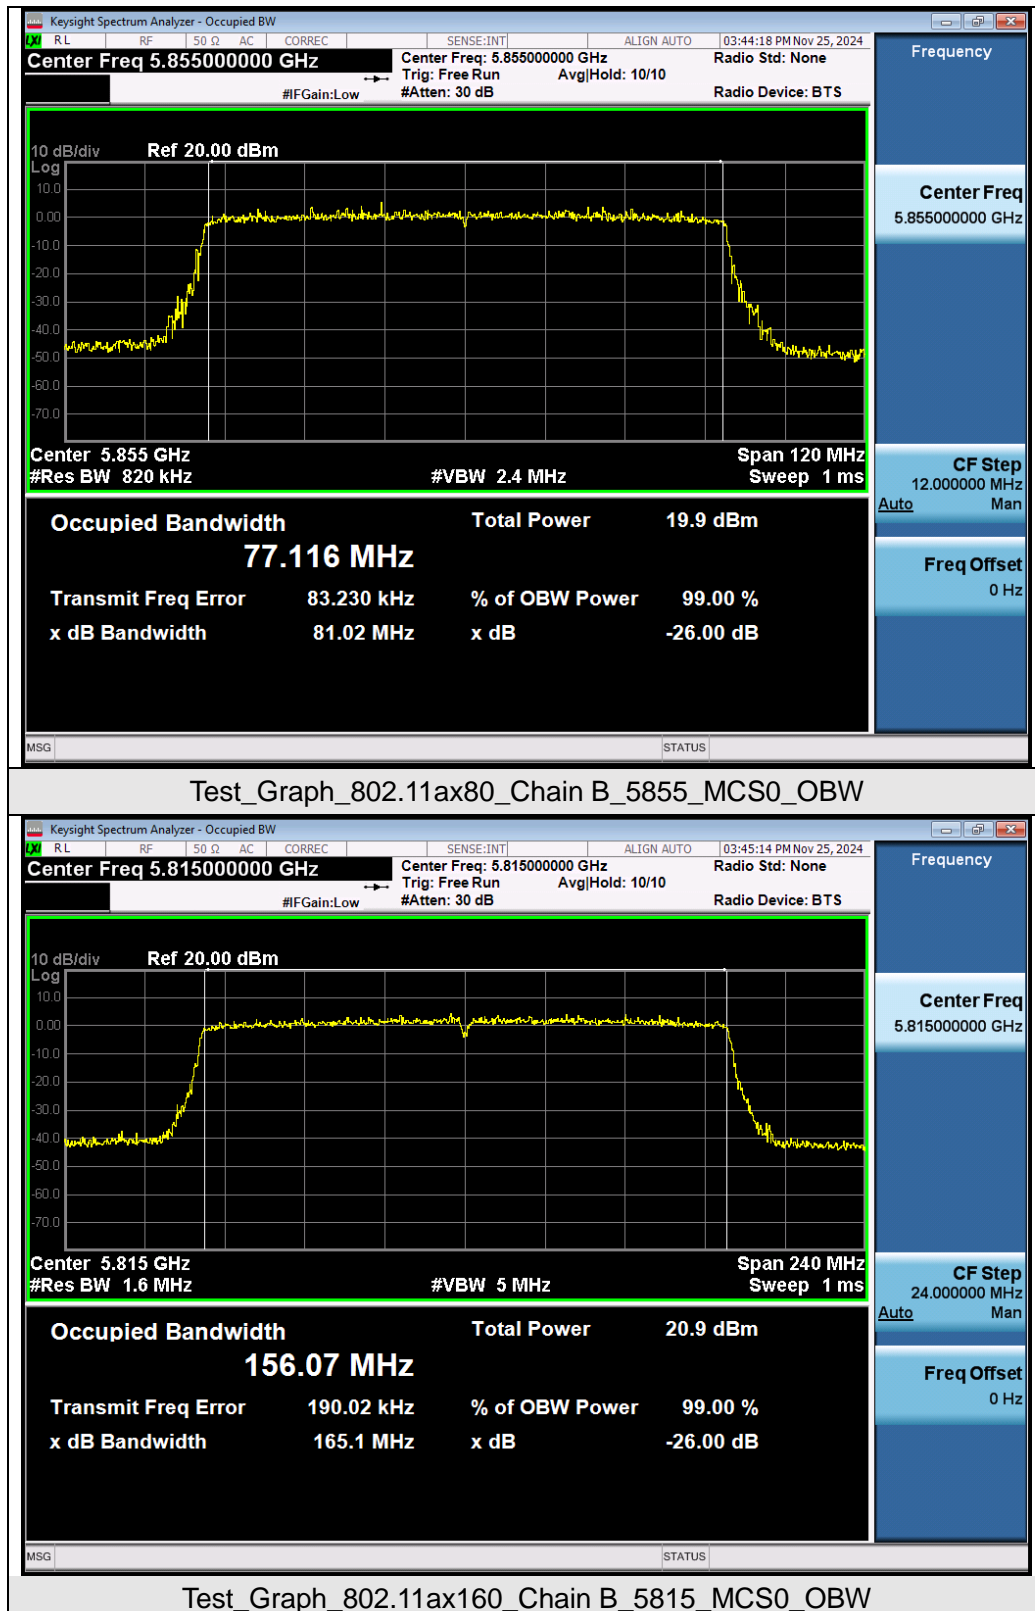 Keysight Spectrum Analyzer - Occupied BW
LXI RL RF 50 Ω AC CORREC SENSE:INT ALIGN AUTO 03:44:18 PM Nov 25, 2024
Center Freq 5.855000000 GHz
Center Freq: 5.855000000 GHz Radio Std: None
Trig: Free Run Avg|Hold: 10/10
#IFGain:Low #Atten: 30 dB Radio Device: BTS
Frequency
10 dB/div Ref 20.00 dBm
Log
10.0
0.00
-10.0
-20.0
-30.0
-40.0
-50.0
-60.0
-70.0
Center Freq
5.855000000 GHz
Center 5.855 GHz Span 120 MHz
#Res BW 820 kHz #VBW 2.4 MHz Sweep 1 ms
CF Step
12.000000 MHz
Auto Man
Occupied Bandwidth Total Power 19.9 dBm
77.116 MHz
Freq Offset
0 Hz
Transmit Freq Error 83.230 kHz % of OBW Power 99.00 %
x dB Bandwidth 81.02 MHz x dB -26.00 dB
MSG STATUS
Test_Graph_802.11ax80_Chain B_5855_MCS0_OBW
Keysight Spectrum Analyzer - Occupied BW
LXI RL RF 50 Ω AC CORREC SENSE:INT ALIGN AUTO 03:45:14 PM Nov 25, 2024
Center Freq 5.815000000 GHz
Center Freq: 5.815000000 GHz Radio Std: None
Trig: Free Run Avg|Hold: 10/10
#IFGain:Low #Atten: 30 dB Radio Device: BTS
Frequency
10 dB/div Ref 20.00 dBm
Log
10.0
0.00
-10.0
-20.0
-30.0
-40.0
-50.0
-60.0
-70.0
Center Freq
5.815000000 GHz
Center 5.815 GHz Span 240 MHz
#Res BW 1.6 MHz #VBW 5 MHz Sweep 1 ms
CF Step
24.000000 MHz
Auto Man
Occupied Bandwidth Total Power 20.9 dBm
156.07 MHz
Freq Offset
0 Hz
Transmit Freq Error 190.02 kHz % of OBW Power 99.00 %
x dB Bandwidth 165.1 MHz x dB -26.00 dB
MSG STATUS
Test_Graph_802.11ax160_Chain B_5815_MCS0_OBW